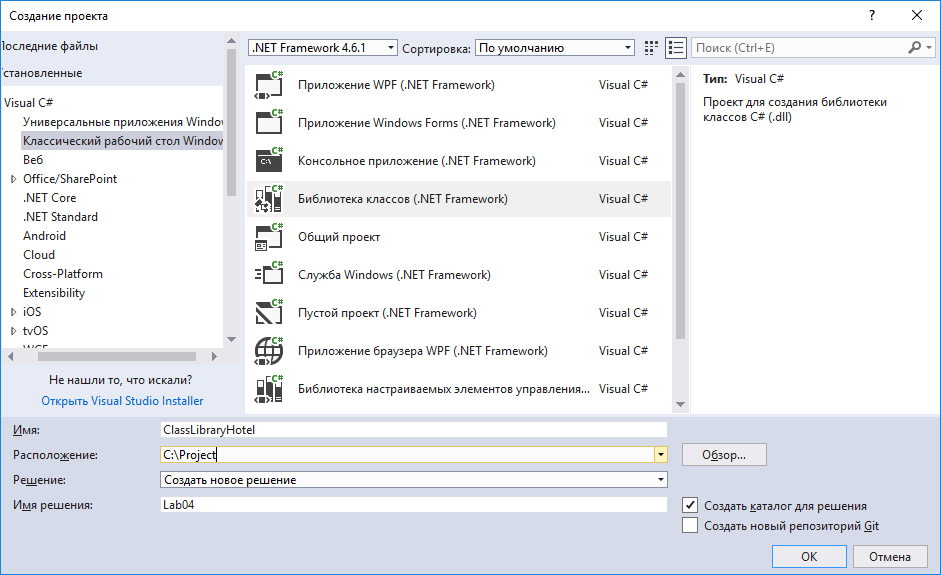 Создание проекта
?
Последние файлы
Установленные
Visual C#
Универсальные приложения Window
Классический рабочий стол Window
Веб
Office/SharePoint
.NET Core
.NET Standard
Android
Cloud
Cross-Platform
Extensibility
iOS
tvOS
WCF
Не нашли то, что искали?
Открыть Visual Studio Installer
.NET Framework 4.6.1 Сортировка: По умолчанию
Поиск (Ctrl+E)
Приложение WPF (.NET Framework) Visual C#
Приложение Windows Forms (.NET Framework) Visual C#
Консольное приложение (.NET Framework) Visual C#
Библиотека классов (.NET Framework) Visual C#
Общий проект Visual C#
Служба Windows (.NET Framework) Visual C#
Пустой проект (.NET Framework) Visual C#
Приложение браузера WPF (.NET Framework) Visual C#
Библиотека настраиваемых элементов управления... Visual C#
Тип: Visual C#
Проект для создания библиотеки
классов C# (.dll)
Имя: ClassLibraryHotel
Расположение: C:\Project
Обзор...
Решение: Создать новое решение
Имя решения: Lab04
Создать каталог для решения
Создать новый репозиторий Git
OK Отмена